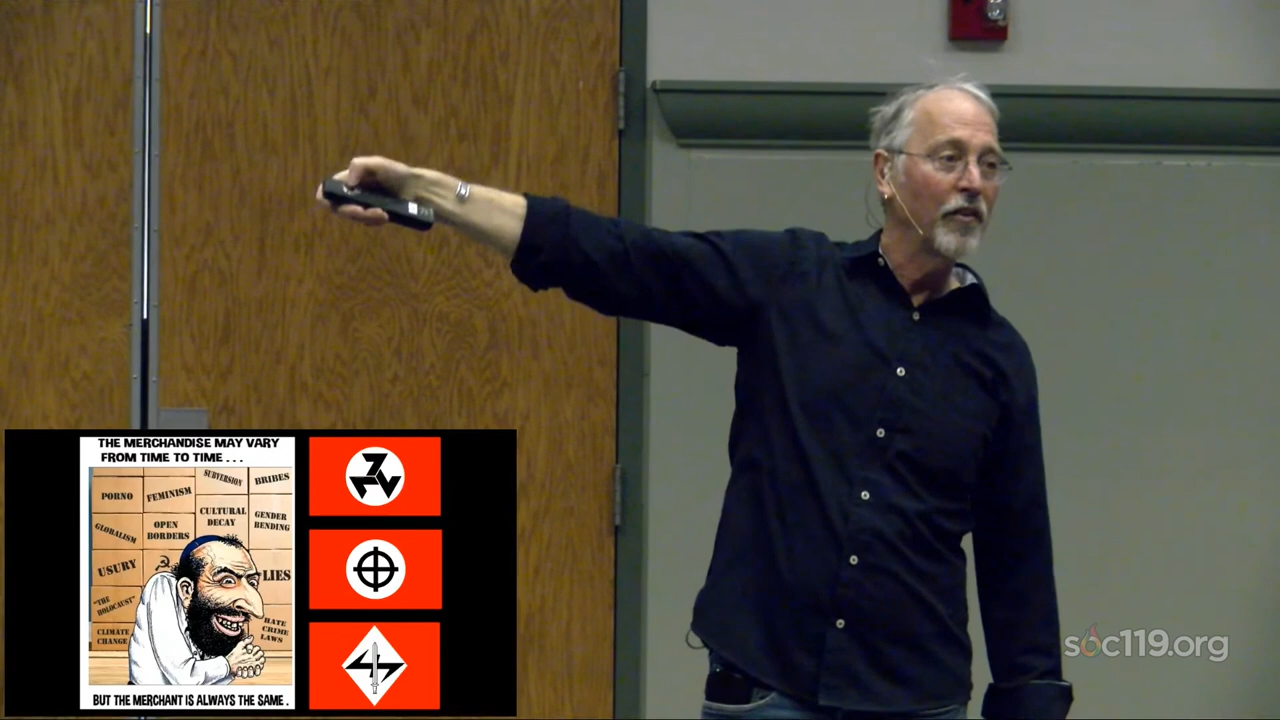 THE MERCHANDISE MAY VARY
FROM TIME TO TIME . . .
PORNO
FEMINISM
SUBVERSION
BRIBES
GLOBALISM
OPEN
BORDERS
CULTURAL
DECAY
GENDER
BENDING
USURY
LIES
"THE
HOLOCAUST"
CLIMATE
CHANGE
HATE
CRIME
LAWS
BUT THE MERCHANT IS ALWAYS THE SAME .
soc119.org